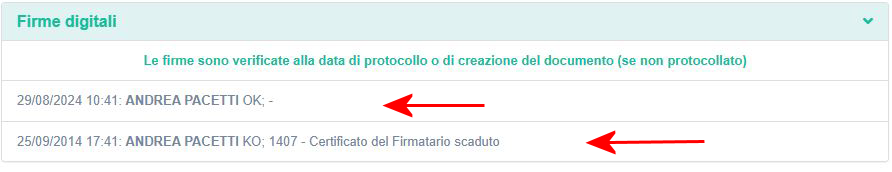 Firme digitali
Le firme sono verificate alla data di protocollo o di creazione del documento (se non protocollato)
29/08/2024 10:41: ANDREA PACETTI OK; -
25/09/2014 17:41: ANDREA PACETTI KO; 1407 - Certificato del Firmatario scaduto